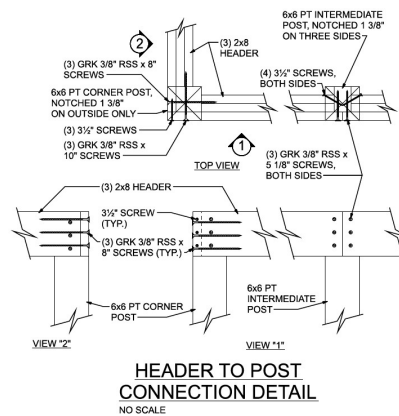 2
(3) 2x8
HEADER
6x6 PT INTERMEDIATE
POST, NOTCHED 1 3/8"
ON THREE SIDES
(3) GRK 3/8" RSS x 8"
SCREWS
6x6 PT CORNER POST,
NOTCHED 1 3/8"
ON OUTSIDE ONLY
(3) 3½" SCREWS
(3) GRK 3/8" RSS x
10" SCREWS
(4) 3½" SCREWS,
BOTH SIDES
1
TOP VIEW
(3) GRK 3/8" RSS x
5 1/8" SCREWS,
BOTH SIDES
(3) 2x8 HEADER
3½" SCREW
(TYP.)
(3) GRK 3/8" RSS x
8" SCREWS (TYP.)
6x6 PT CORNER
POST
6x6 PT
INTERMEDIATE
POST
VIEW "2"
VIEW "1"
HEADER TO POST
CONNECTION DETAIL
NO SCALE